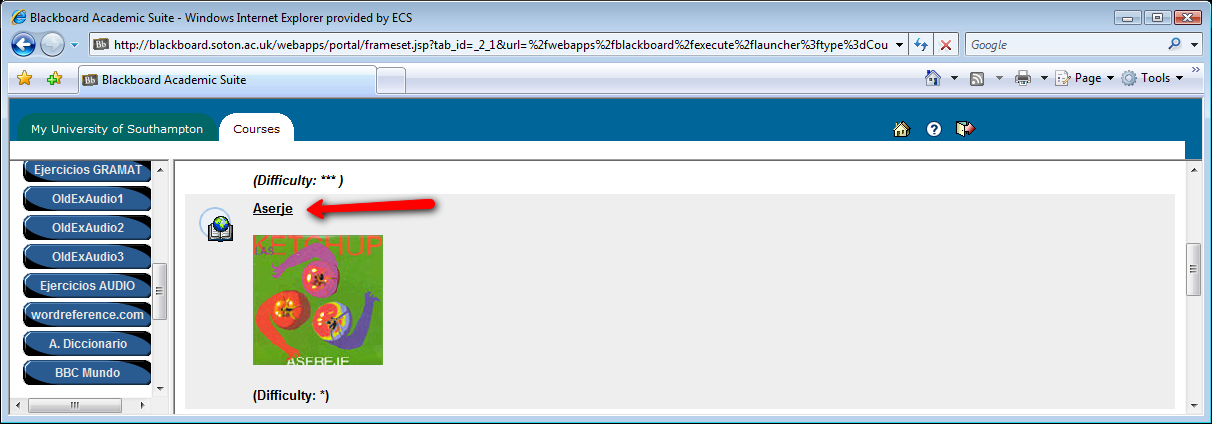 Blackboard Academic Suite - Windows Internet Explorer provided by ECS
http://blackboard.soton.ac.uk/webapps/portal/frameset.jsp?tab_id=_2_1&url=%2fwebapps%2fblackboard%2fexecute%2flauncher%3ftype%3dCou
Google
Blackboard Academic Suite
Page
Tools
My University of Southampton
Courses
Ejercicios GRAMAT
OldExAudio1
OldExAudio2
OldExAudio3
Ejercicios AUDIO
wordreference.com
A. Diccionario
BBC Mundo
(Difficulty: *** )
Aserje
KETCHUP
LAS
ASEREJE
(Difficulty: *)